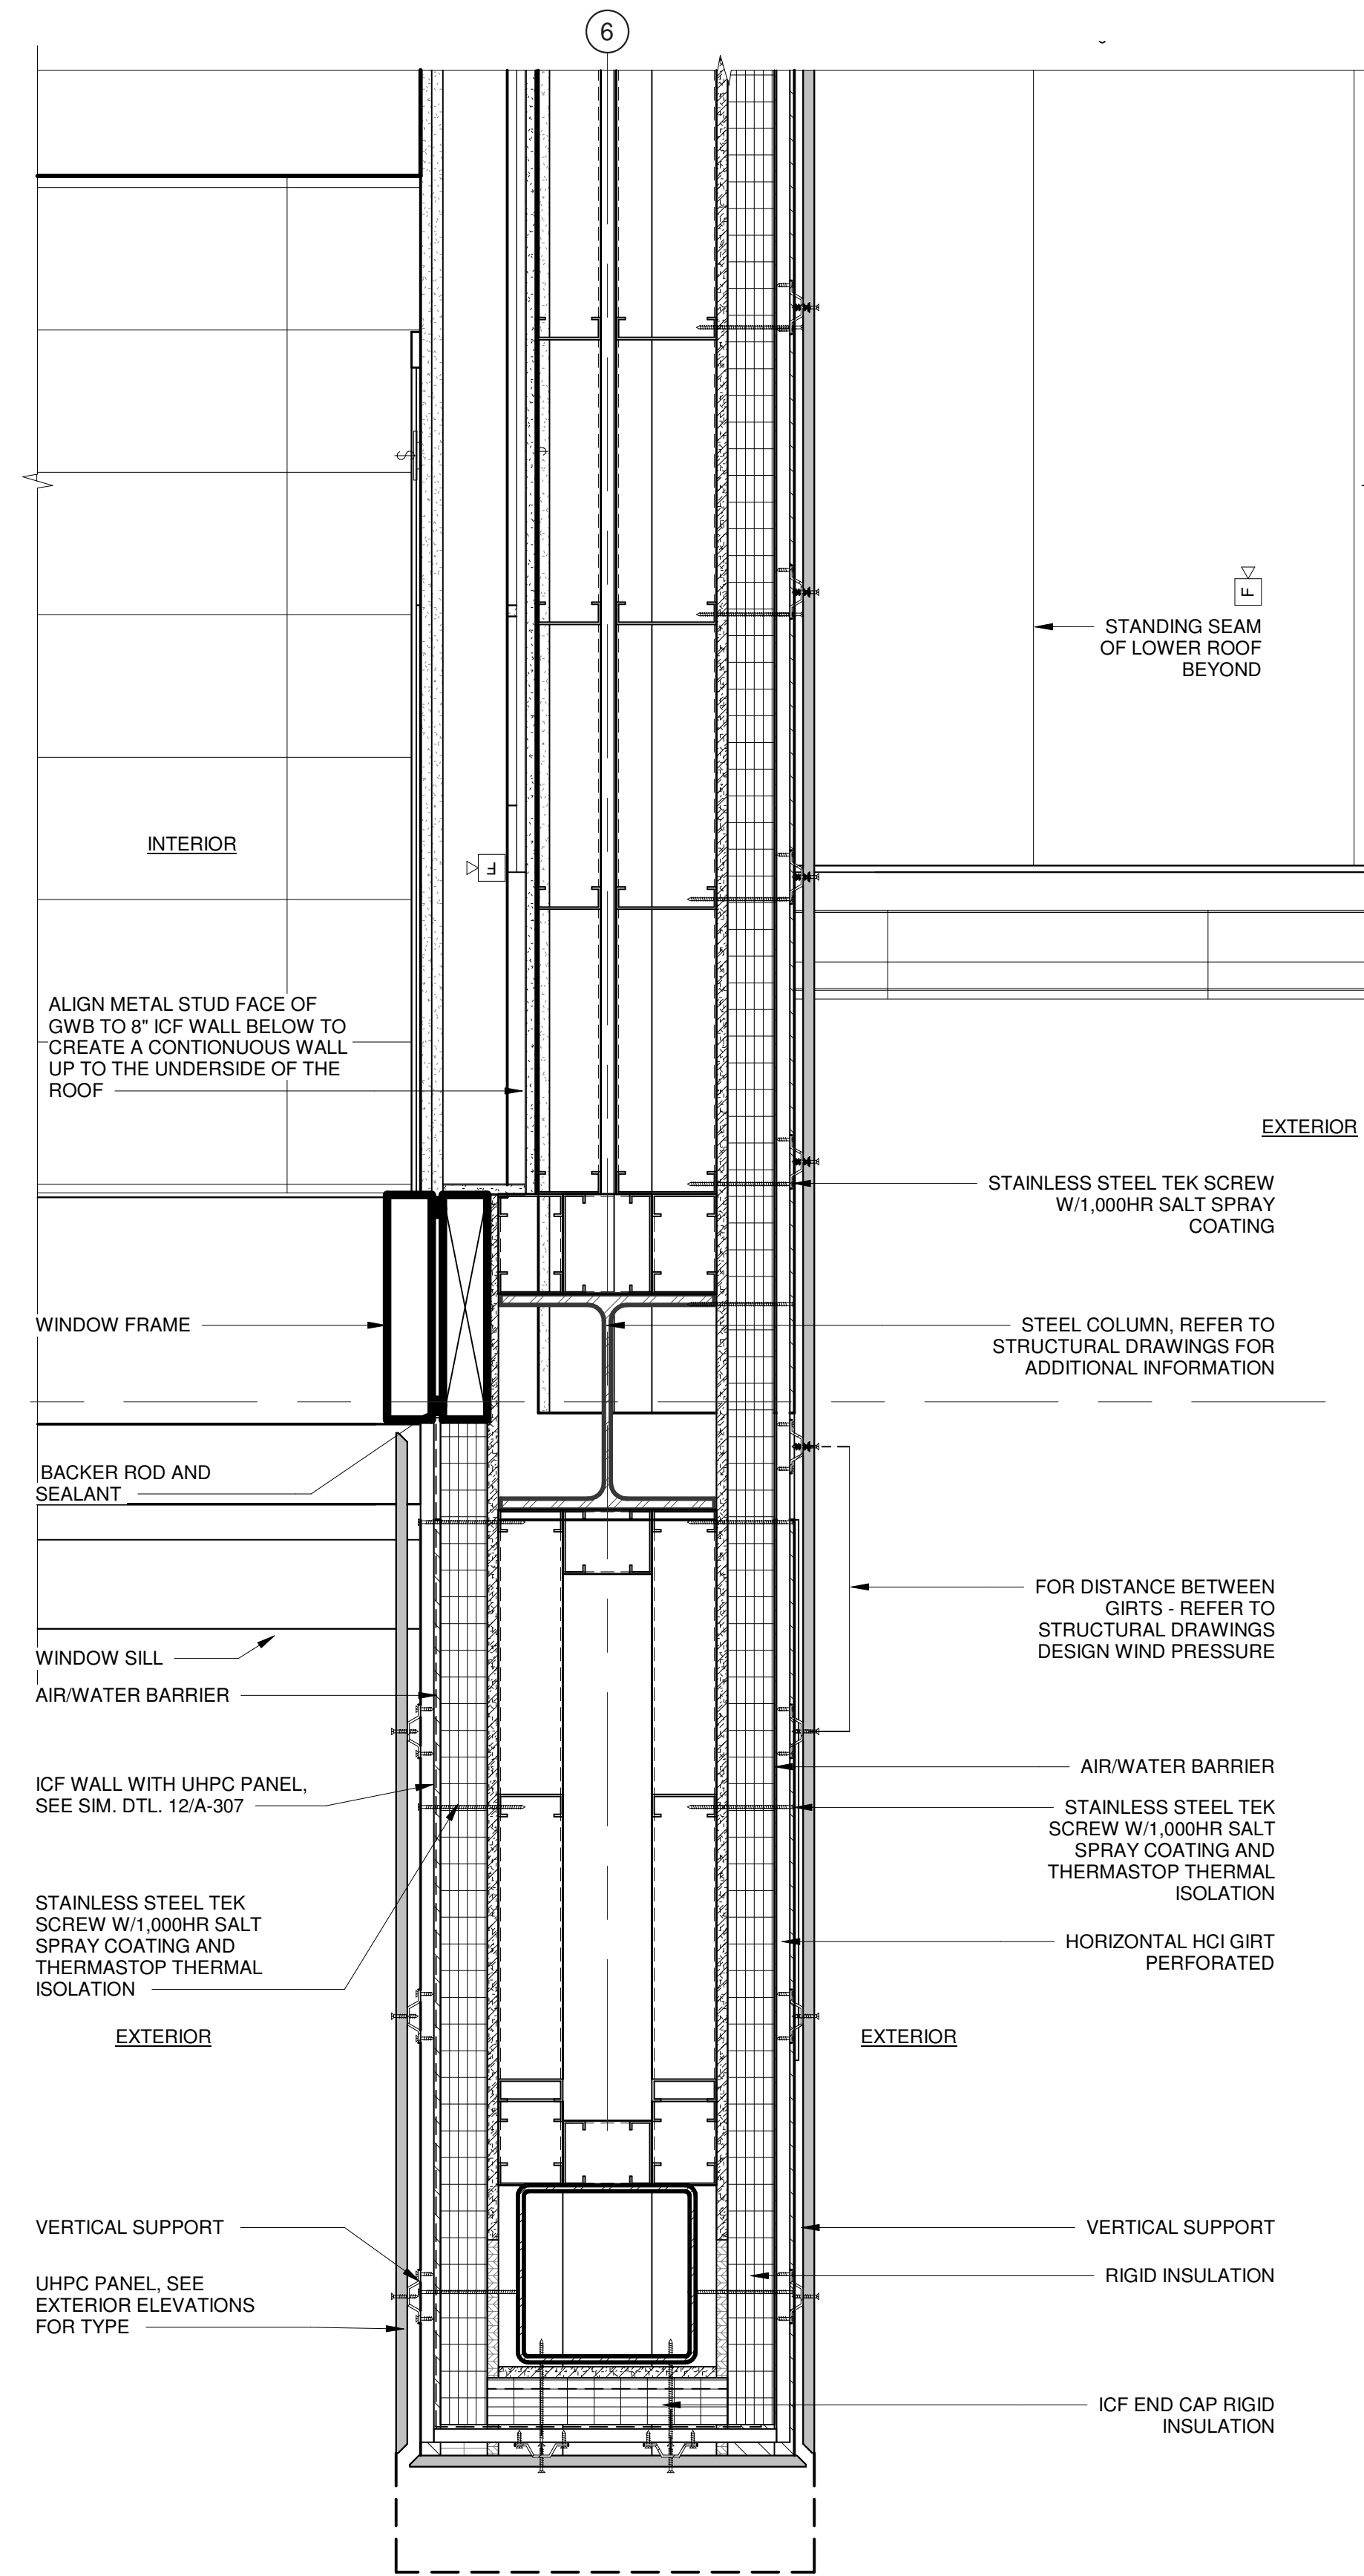 6
F
STANDING SEAM
OF LOWER ROOF
BEYOND
INTERIOR
F
ALIGN METAL STUD FACE OF
GWB TO 8" ICF WALL BELOW TO
CREATE A CONTIONUOUS WALL
UP TO THE UNDERSIDE OF THE
ROOF
EXTERIOR
STAINLESS STEEL TEK SCREW
W/1,000HR SALT SPRAY
COATING
WINDOW FRAME
STEEL COLUMN, REFER TO
STRUCTURAL DRAWINGS FOR
ADDITIONAL INFORMATION
BACKER ROD AND
SEALANT
FOR DISTANCE BETWEEN
GIRTS - REFER TO
STRUCTURAL DRAWINGS
DESIGN WIND PRESSURE
WINDOW SILL
AIR/WATER BARRIER
AIR/WATER BARRIER
ICF WALL WITH UHPC PANEL,
SEE SIM. DTL. 12/A-307
STAINLESS STEEL TEK
SCREW W/1,000HR SALT
SPRAY COATING AND
THERMASTOP THERMAL
ISOLATION
STAINLESS STEEL TEK
SCREW W/1,000HR SALT
SPRAY COATING AND
THERMASTOP THERMAL
ISOLATION
HORIZONTAL HCI GIRT
PERFORATED
EXTERIOR
EXTERIOR
VERTICAL SUPPORT
VERTICAL SUPPORT
UHPC PANEL, SEE
EXTERIOR ELEVATIONS
FOR TYPE
RIGID INSULATION
ICF END CAP RIGID
INSULATION